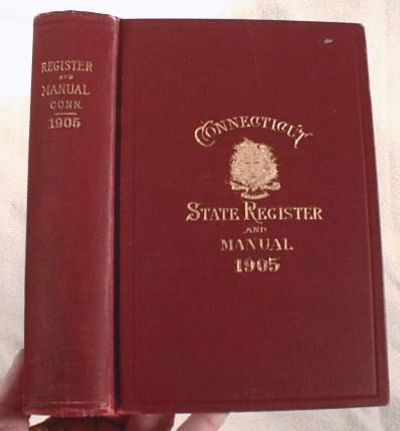 REGISTER
AND
MANUAL
CONN.
1905
CONNECTICUT
STATE REGISTER
AND
MANUAL
1905